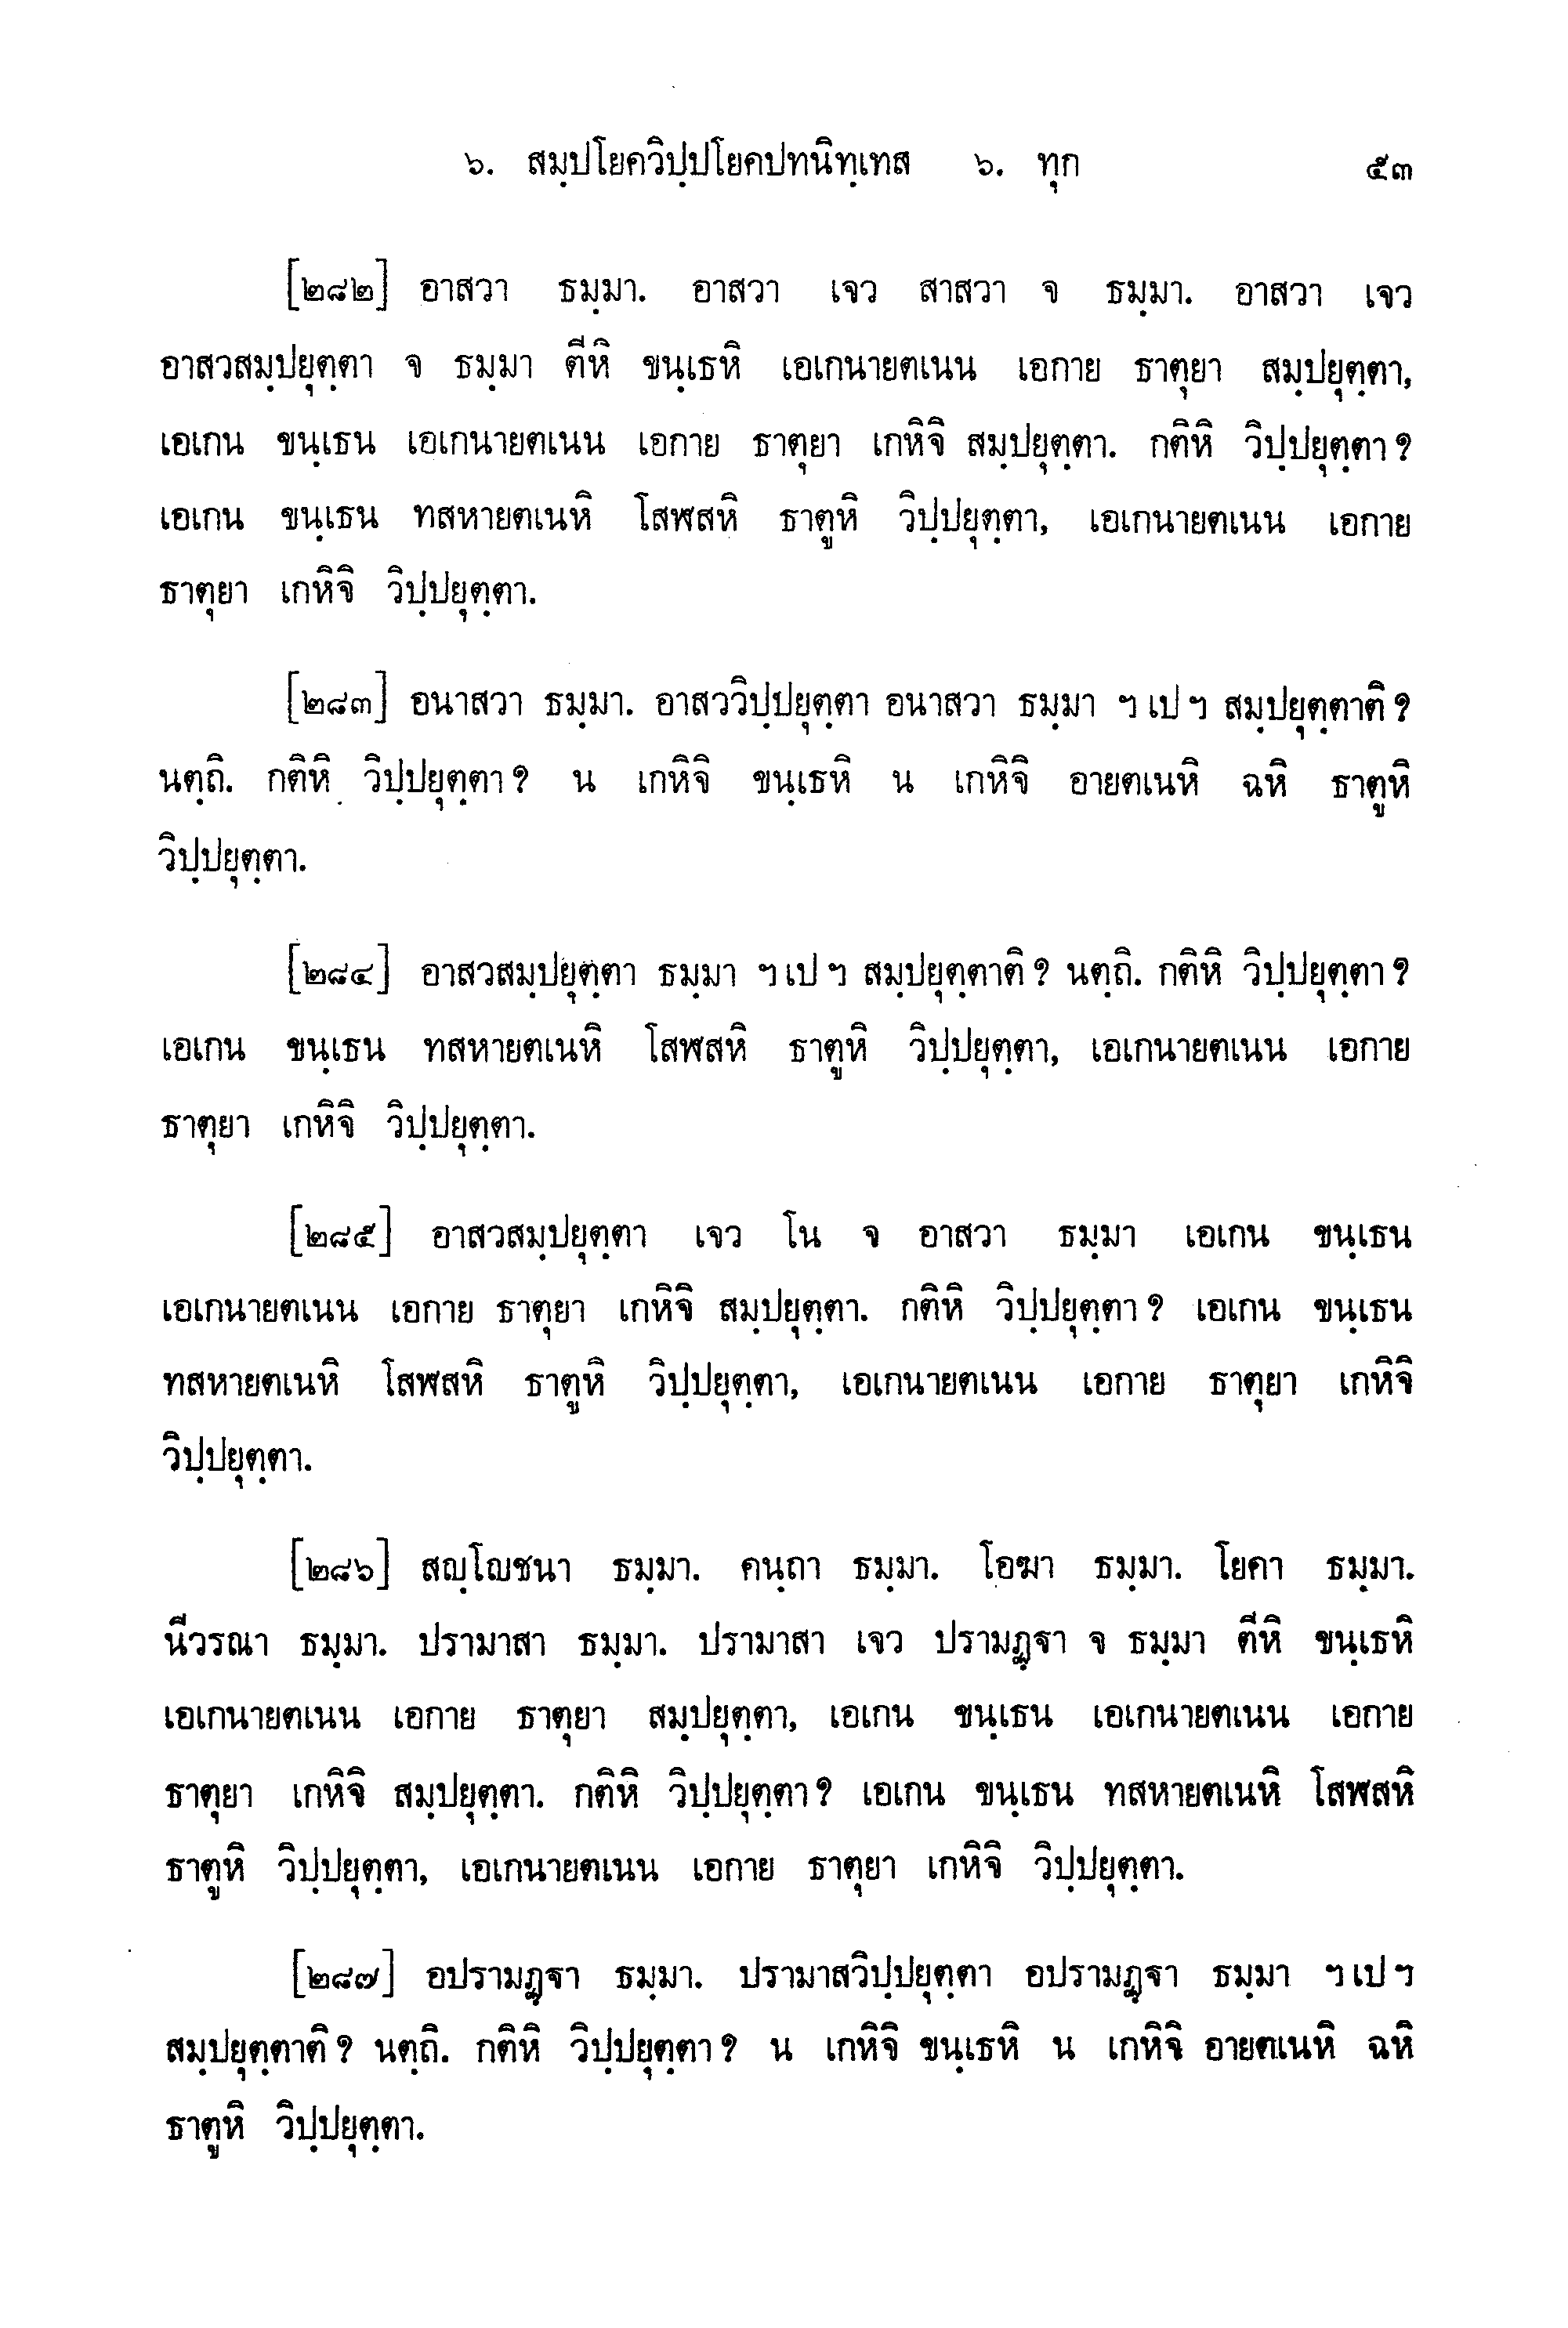 ๖. สมฺปโยควิปฺปโยคปทนิทฺเทส ๖. ทุก ๕๓
[๒๘๒] อาสวา ธมฺมา. อาสวา เจว สาสวา จ ธมฺมา. อาสวา เจว
อาสวสมฺปยุตฺตา จ ธมฺมา ตีหิ ขนฺเธหิ เอเกนายตเนน เอกาย ธาตุยา สมฺปยุตฺตา,
เอเกน ขนฺเธน เอเกนายตเนน เอกาย ธาตุยา เกหิจิ สมฺปยุตฺตา. กติหิ วิปฺปยุตฺตา ?
เอเกน ขนฺเธน ทสหายตเนหิ โสฬสหิ ธาตูหิ วิปฺปยุตฺตา, เอเกนายตเนน เอกาย
ธาตุยา เกหิจิ วิปฺปยุตฺตา.
[๒๘๓] อนาสวา ธมฺมา. อาสววิปฺปยุตฺตา อนาสวา ธมฺมา ฯ เป ฯ สมฺปยุตฺตาติ ?
นตฺถิ. กติหิ วิปฺปยุตฺตา ? น เกหิจิ ขนฺเธหิ น เกหิจิ อายตเนหิ ฉหิ ธาตูหิ
วิปฺปยุตฺตา.
[๒๘๔] อาสวสมฺปยุตฺตา ธมฺมา ฯ เป ฯ สมฺปยุตฺตาติ ? นตฺถิ. กติหิ วิปฺปยุตฺตา ?
เอเกน ขนฺเธน ทสหายตเนหิ โสฬสหิ ธาตูหิ วิปฺปยุตฺตา, เอเกนายตเนน เอกาย
ธาตุยา เกหิจิ วิปฺปยุตฺตา.
[๒๘๕] อาสวสมฺปยุตฺตา เจว โน จ อาสวา ธมฺมา เอเกน ขนฺเธน
เอเกนายตเนน เอกาย ธาตุยา เกหิจิ สมฺปยุตฺตา. กติหิ วิปฺปยุตฺตา ? เอเกน ขนฺเธน
ทสหายตเนหิ โสฬสหิ ธาตูหิ วิปฺปยุตฺตา, เอเกนายตเนน เอกาย ธาตุยา เกหิจิ
วิปฺปยุตฺตา.
[๒๘๖] สญฺโญชนา ธมฺมา. คนฺถา ธมฺมา. โอฆา ธมฺมา. โยคา ธมฺมา.
นีวรณา ธมฺมา. ปรามาสา ธมฺมา. ปรามาสา เจว ปรามฏฺฐา จ ธมฺมา ตีหิ ขนฺเธหิ
เอเกนายตเนน เอกาย ธาตุยา สมฺปยุตฺตา, เอเกน ขนฺเธน เอเกนายตเนน เอกาย
ธาตุยา เกหิจิ สมฺปยุตฺตา. กติหิ วิปฺปยุตฺตา ? เอเกน ขนฺเธน ทสหายตเนหิ โสฬสหิ
ธาตูหิ วิปฺปยุตฺตา, เอเกนายตเนน เอกาย ธาตุยา เกหิจิ วิปฺปยุตฺตา.
[๒๘๗] อปรามฏฺฐา ธมฺมา. ปรามาสวิปฺปยุตฺตา อปรามฏฺฐา ธมฺมา ฯ เป ฯ
สมฺปยุตฺตาติ ? นตฺถิ. กติหิ วิปฺปยุตฺตา ? น เกหิจิ ขนฺเธหิ น เกหิจิ อายตเนหิ ฉหิ
ธาตูหิ วิปฺปยุตฺตา.